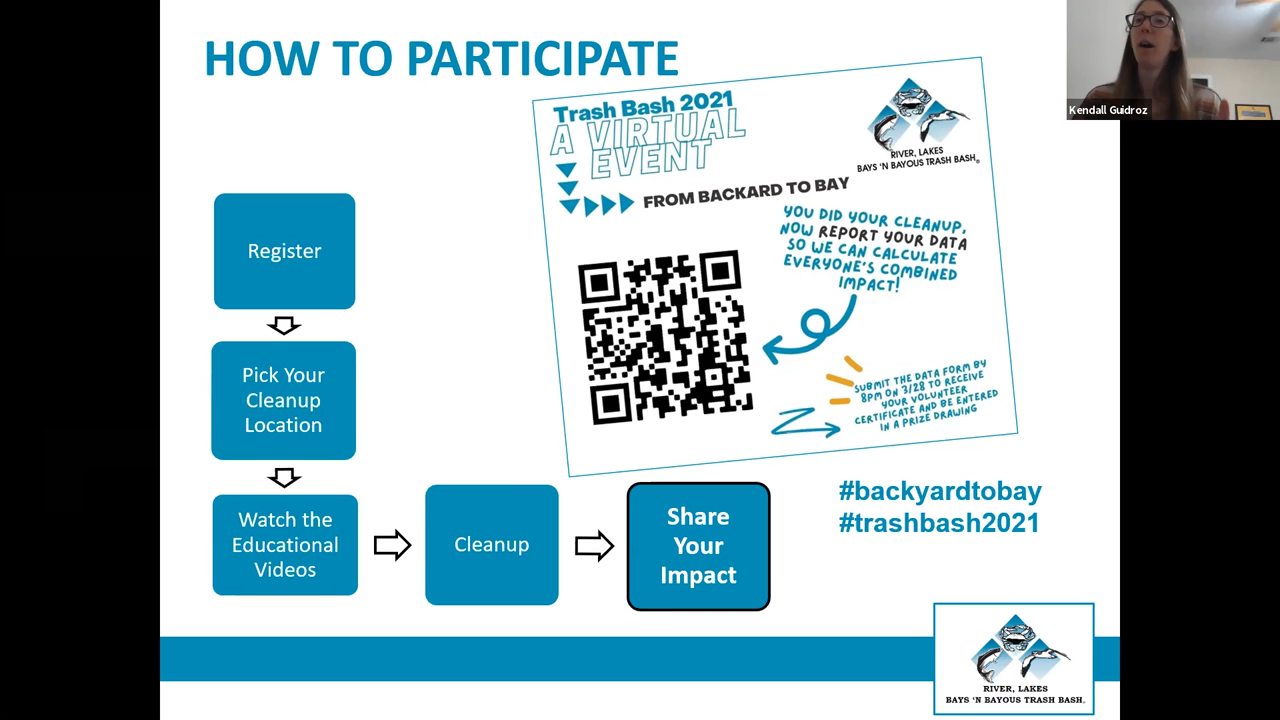 HOW TO PARTICIPATE
Kendall Guidroz
Trash Bash 2021
A VIRTUAL
EVENT
FROM BACKARD TO BAY
RIVER, LAKES
BAYS 'N BAYOUS TRASH BASH®
YOU DID YOUR CLEANUP,
NOW REPORT YOUR DATA
SO WE CAN CALCULATE
EVERYONE'S COMBINED
IMPACT!
SUBMIT THE DATA FORM BY
8PM ON 3/28 TO RECEIVE
YOUR VOLUNTEER
CERTIFICATE AND BE ENTERED
IN A PRIZE DRAWING
Register
Pick Your
Cleanup
Location
Watch the
Educational
Videos
Cleanup
Share
Your
Impact
#backyardtobay
#trashbash2021
RIVER, LAKES
BAYS 'N BAYOUS TRASH BASH®